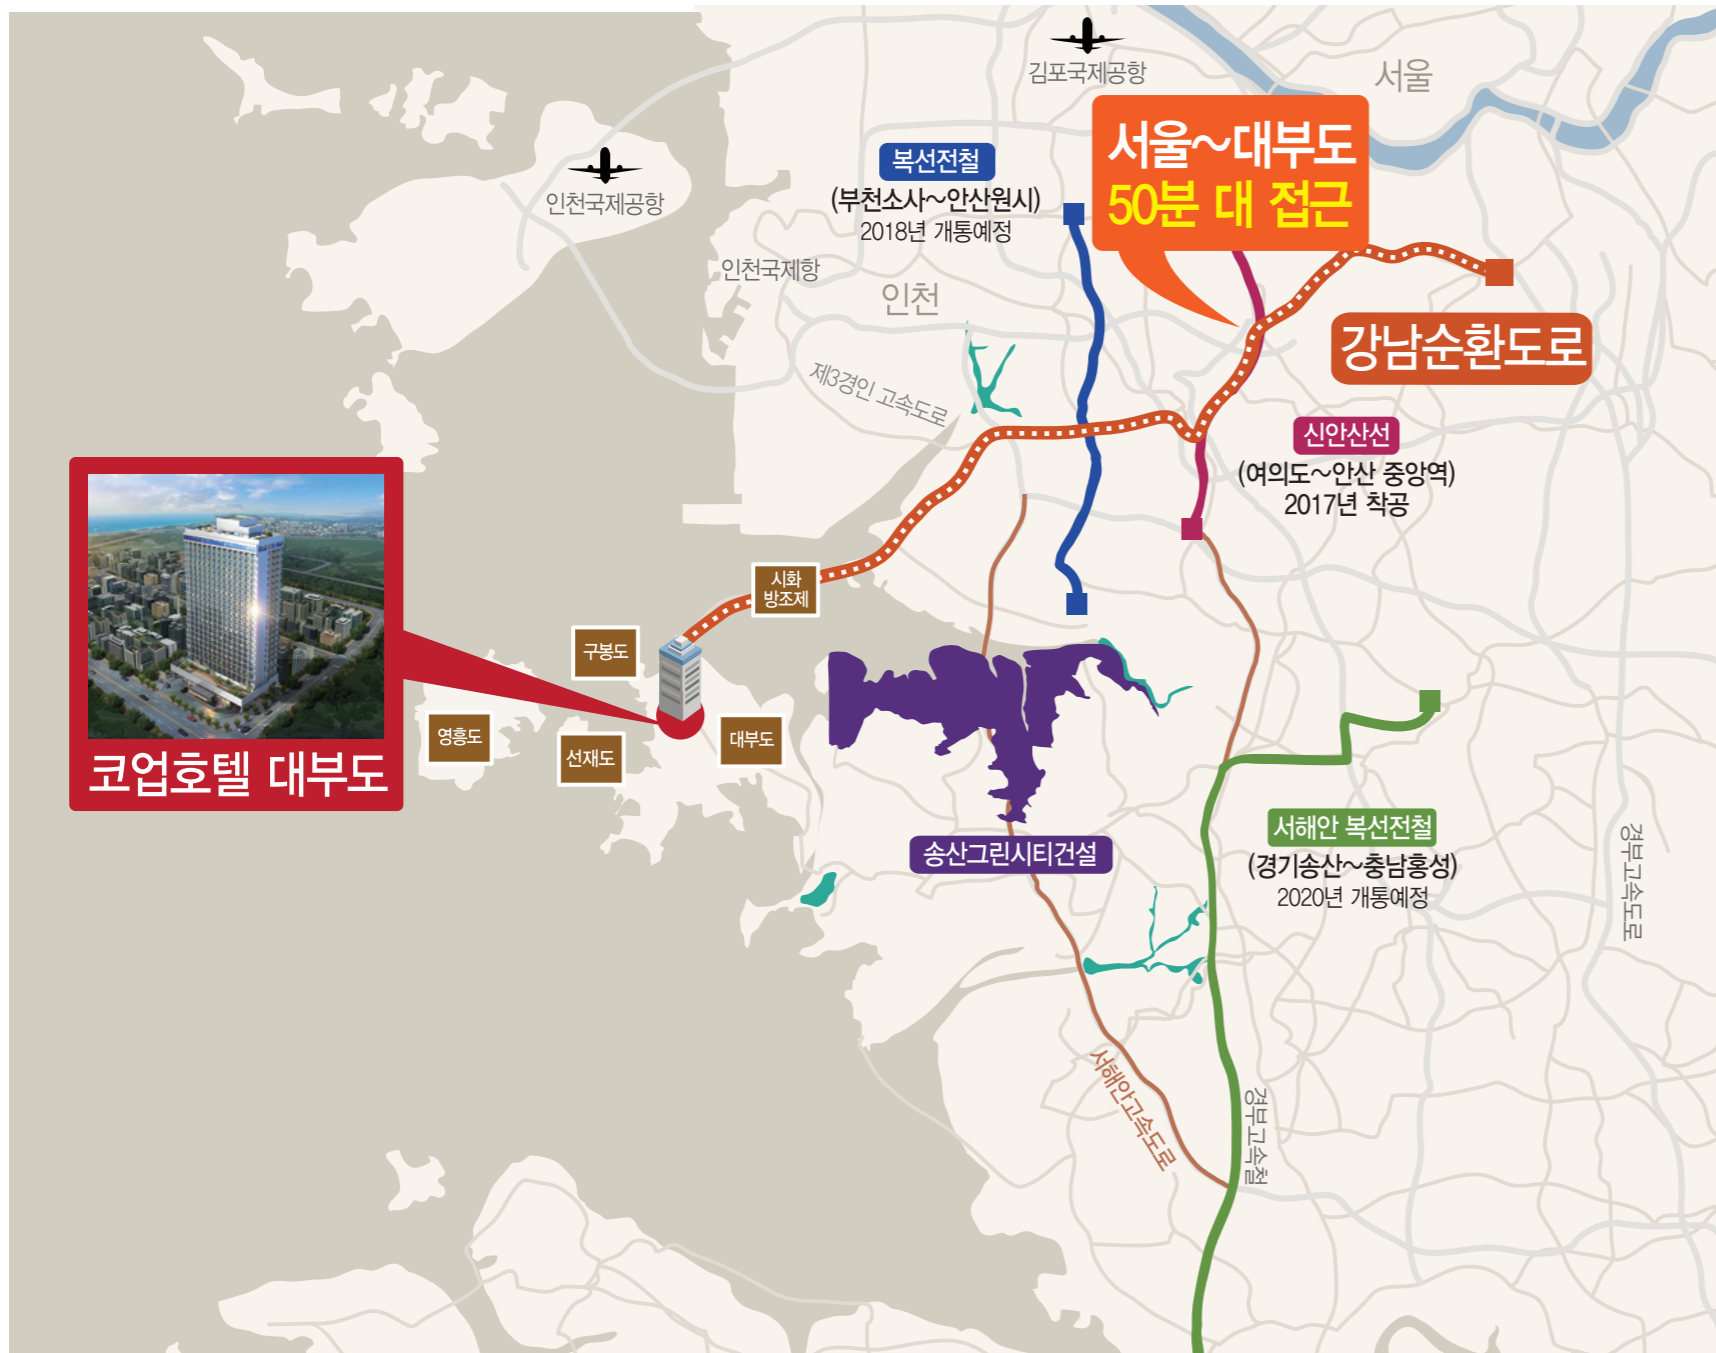 김포국제공항
서울
서울~대부도
50분 대 접근
복선전철
(부천소사~안산원시)
2018년 개통예정
인천국제공항
인천국제항
인천
강남순환도로
제3경인 고속도로
신안산선
(여의도~안산 중앙역)
2017년 착공
시화
방조제
구봉도
영흥도
선재도
대부도
코업호텔 대부도
송산그린시티건설
서해안 복선전철
(경기송산~충남홍성)
2020년 개통예정
경부고속도로
서해안고속도로
경부고속철